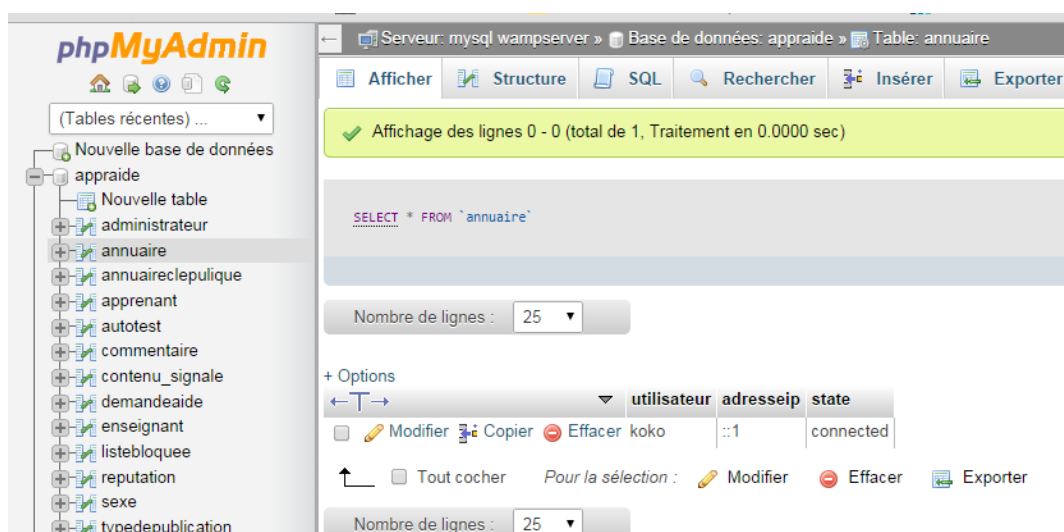 phpMyAdmin
(Tables récentes) ...
Nouvelle base de données
appraide
Nouvelle table
administrateur
annuaire
annuaireclepulique
apprenant
autotest
commentaire
contenu_signale
demandeaide
enseignant
listebloquee
reputation
sexe
typedepublication
Serveur: mysql wampserver » Base de données: appraide » Table: annuaire
Afficher Structure SQL Rechercher Insérer Exporter
Affichage des lignes 0 - 0 (total de 1, Traitement en 0.0000 sec)
SELECT * FROM `annuaire`
Nombre de lignes : 25
+ Options
utilisateur adresseip state
Modifier Copier Effacer koko ::1 connected
Tout cocher Pour la sélection : Modifier Effacer Exporter
Nombre de lignes : 25